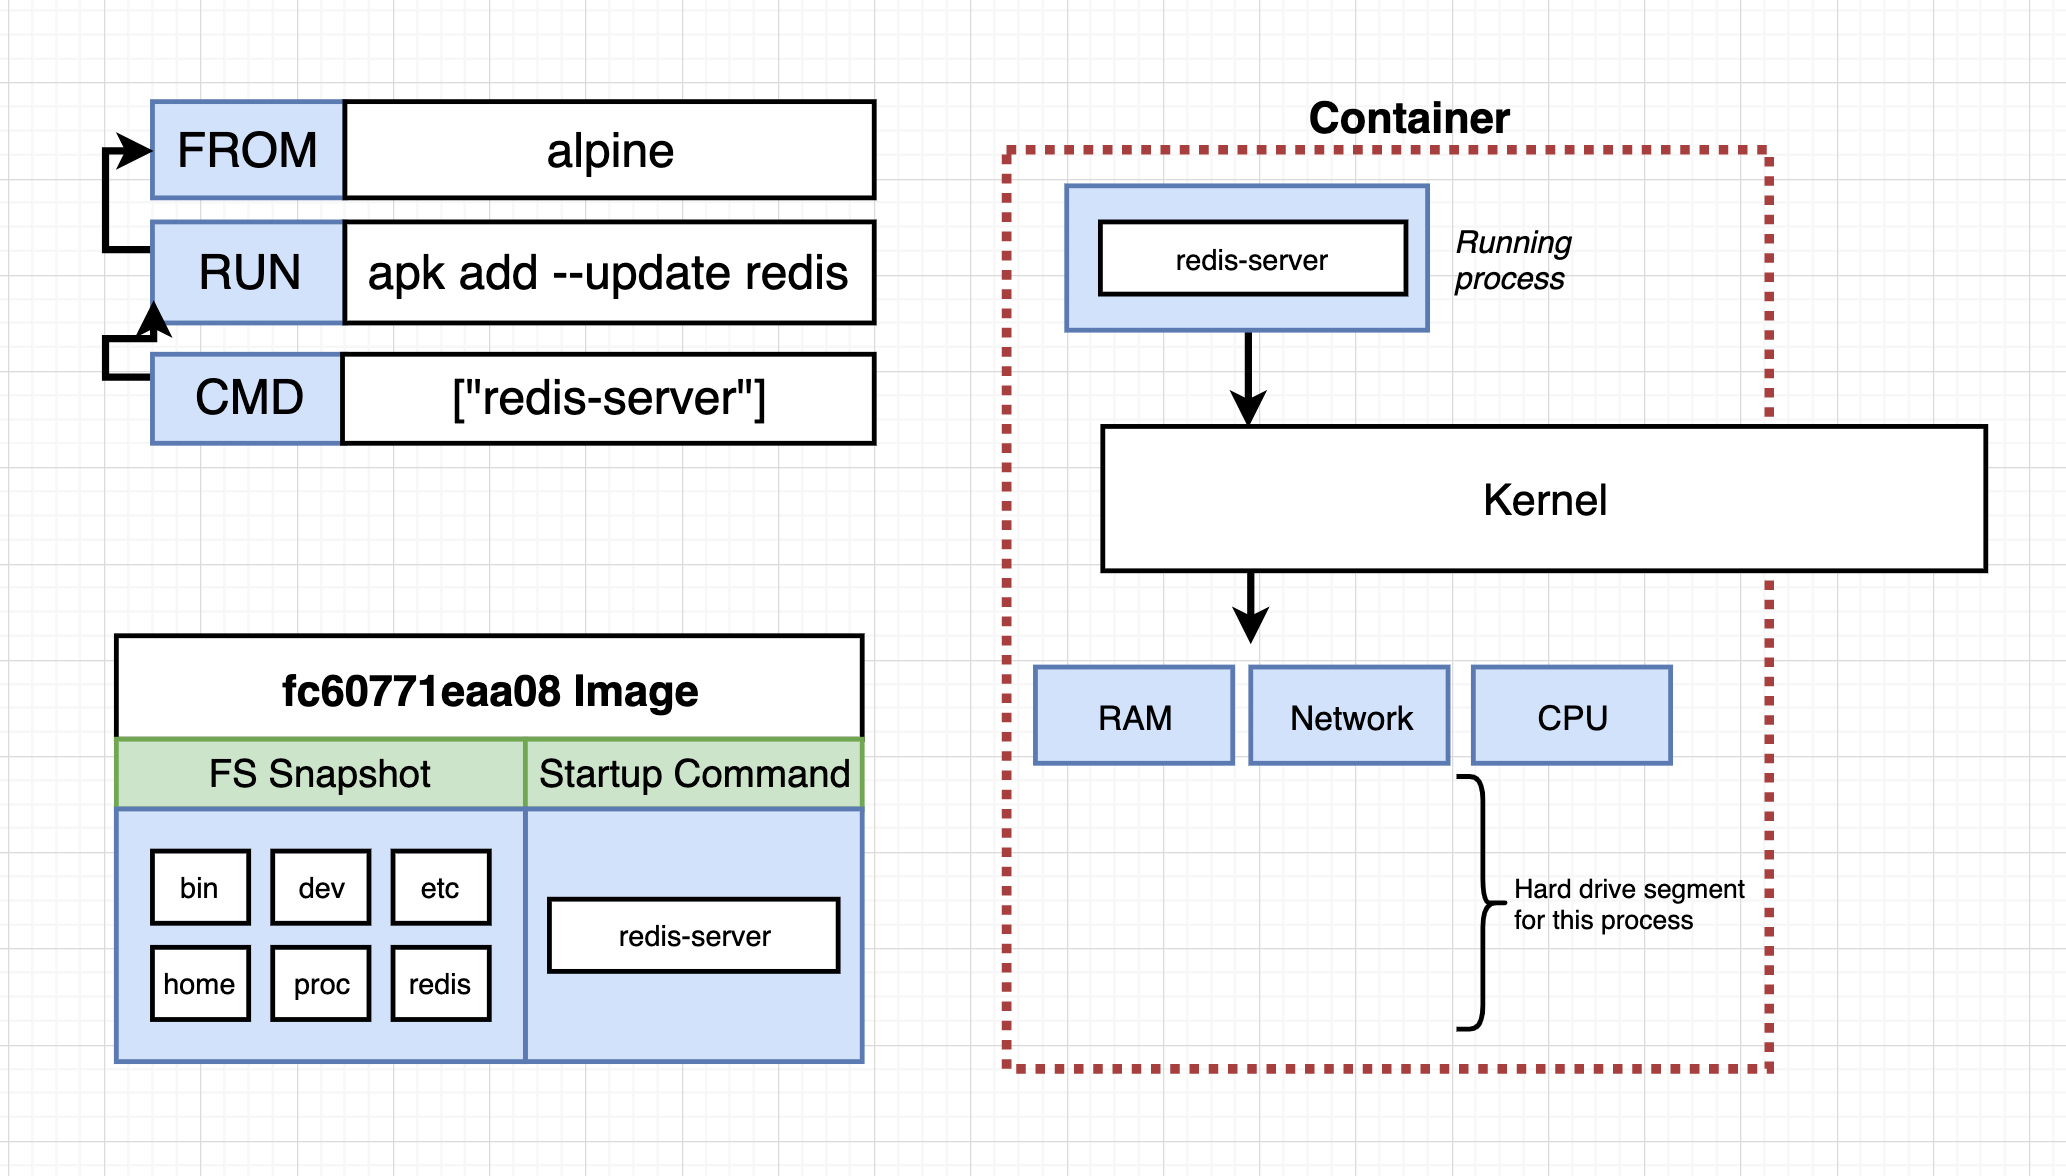 FROM alpine
RUN apk add --update redis
CMD ["redis-server"]
fc60771eaa08 Image
FS Snapshot Startup Command
bin dev etc
home proc redis
redis-server
Container
redis-server
Running
process
Kernel
RAM Network CPU
Hard drive segment
for this process